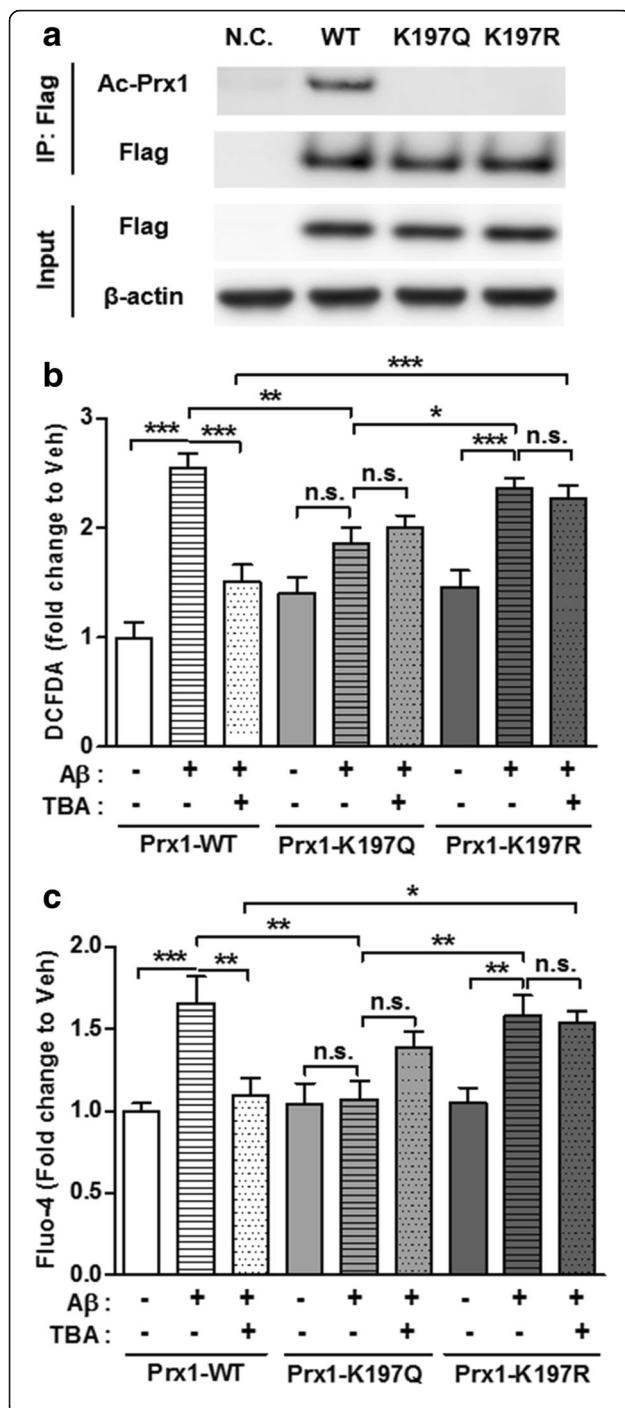 a
N.C. WT K197Q K197R
IP: Flag
Ac-Prx1
Flag
Input
Flag
β-actin
b
***
**
*
*** *** n.s. n.s. *** n.s.
DCFDA (fold change to Veh)
3
2
1
0
Aβ : - + + - + + - + +
TBA : - - + - - + - - +
Prx1-WT Prx1-K197Q Prx1-K197R
c
*
** **
*** ** n.s. n.s. ** n.s.
Fluo-4 (Fold change to Veh)
2.0
1.5
1.0
0.5
0.0
Aβ : - + + - + + - + +
TBA : - - + - - + - - +
Prx1-WT Prx1-K197Q Prx1-K197R